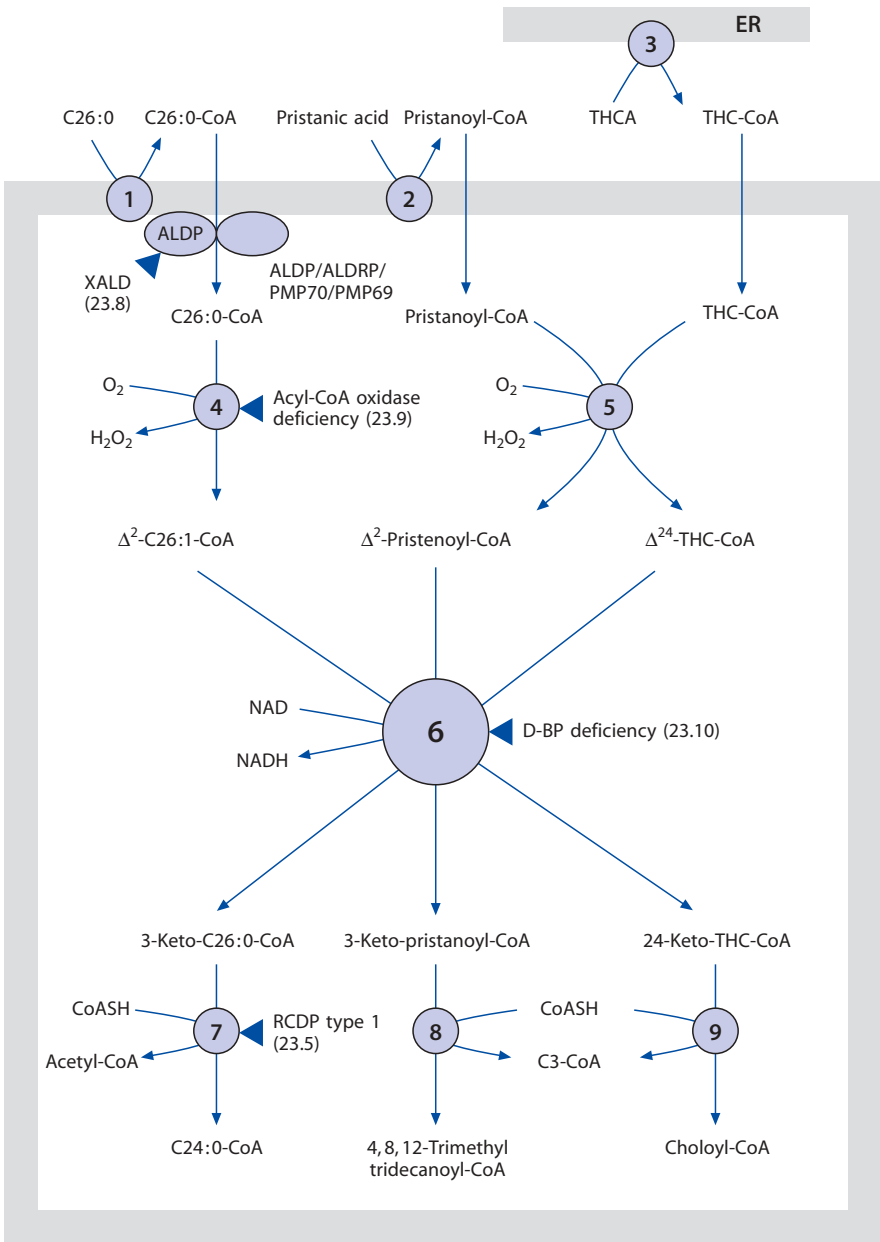 ER
3
C26:0
C26:0-CoA
Pristanic acid
Pristanoyl-CoA
THCA
THC-CoA
1
2
ALDP
XALD
(23.8)
ALDP/ALDRP/
PMP70/PMP69
C26:0-CoA
Pristanoyl-CoA
THC-CoA
O₂
4
Acyl-CoA oxidase
deficiency (23.9)
H₂O₂
O₂
5
H₂O₂
Δ²-C26:1-CoA
Δ²-Pristenoyl-CoA
Δ²⁴-THC-CoA
NAD
6
D-BP deficiency (23.10)
NADH
3-Keto-C26:0-CoA
3-Keto-pristanoyl-CoA
24-Keto-THC-CoA
CoASH
7
RCDP type 1
(23.5)
Acetyl-CoA
8
CoASH
C3-CoA
9
C24:0-CoA
4,8,12-Trimethyl
tridecanoyl-CoA
Choloyl-CoA